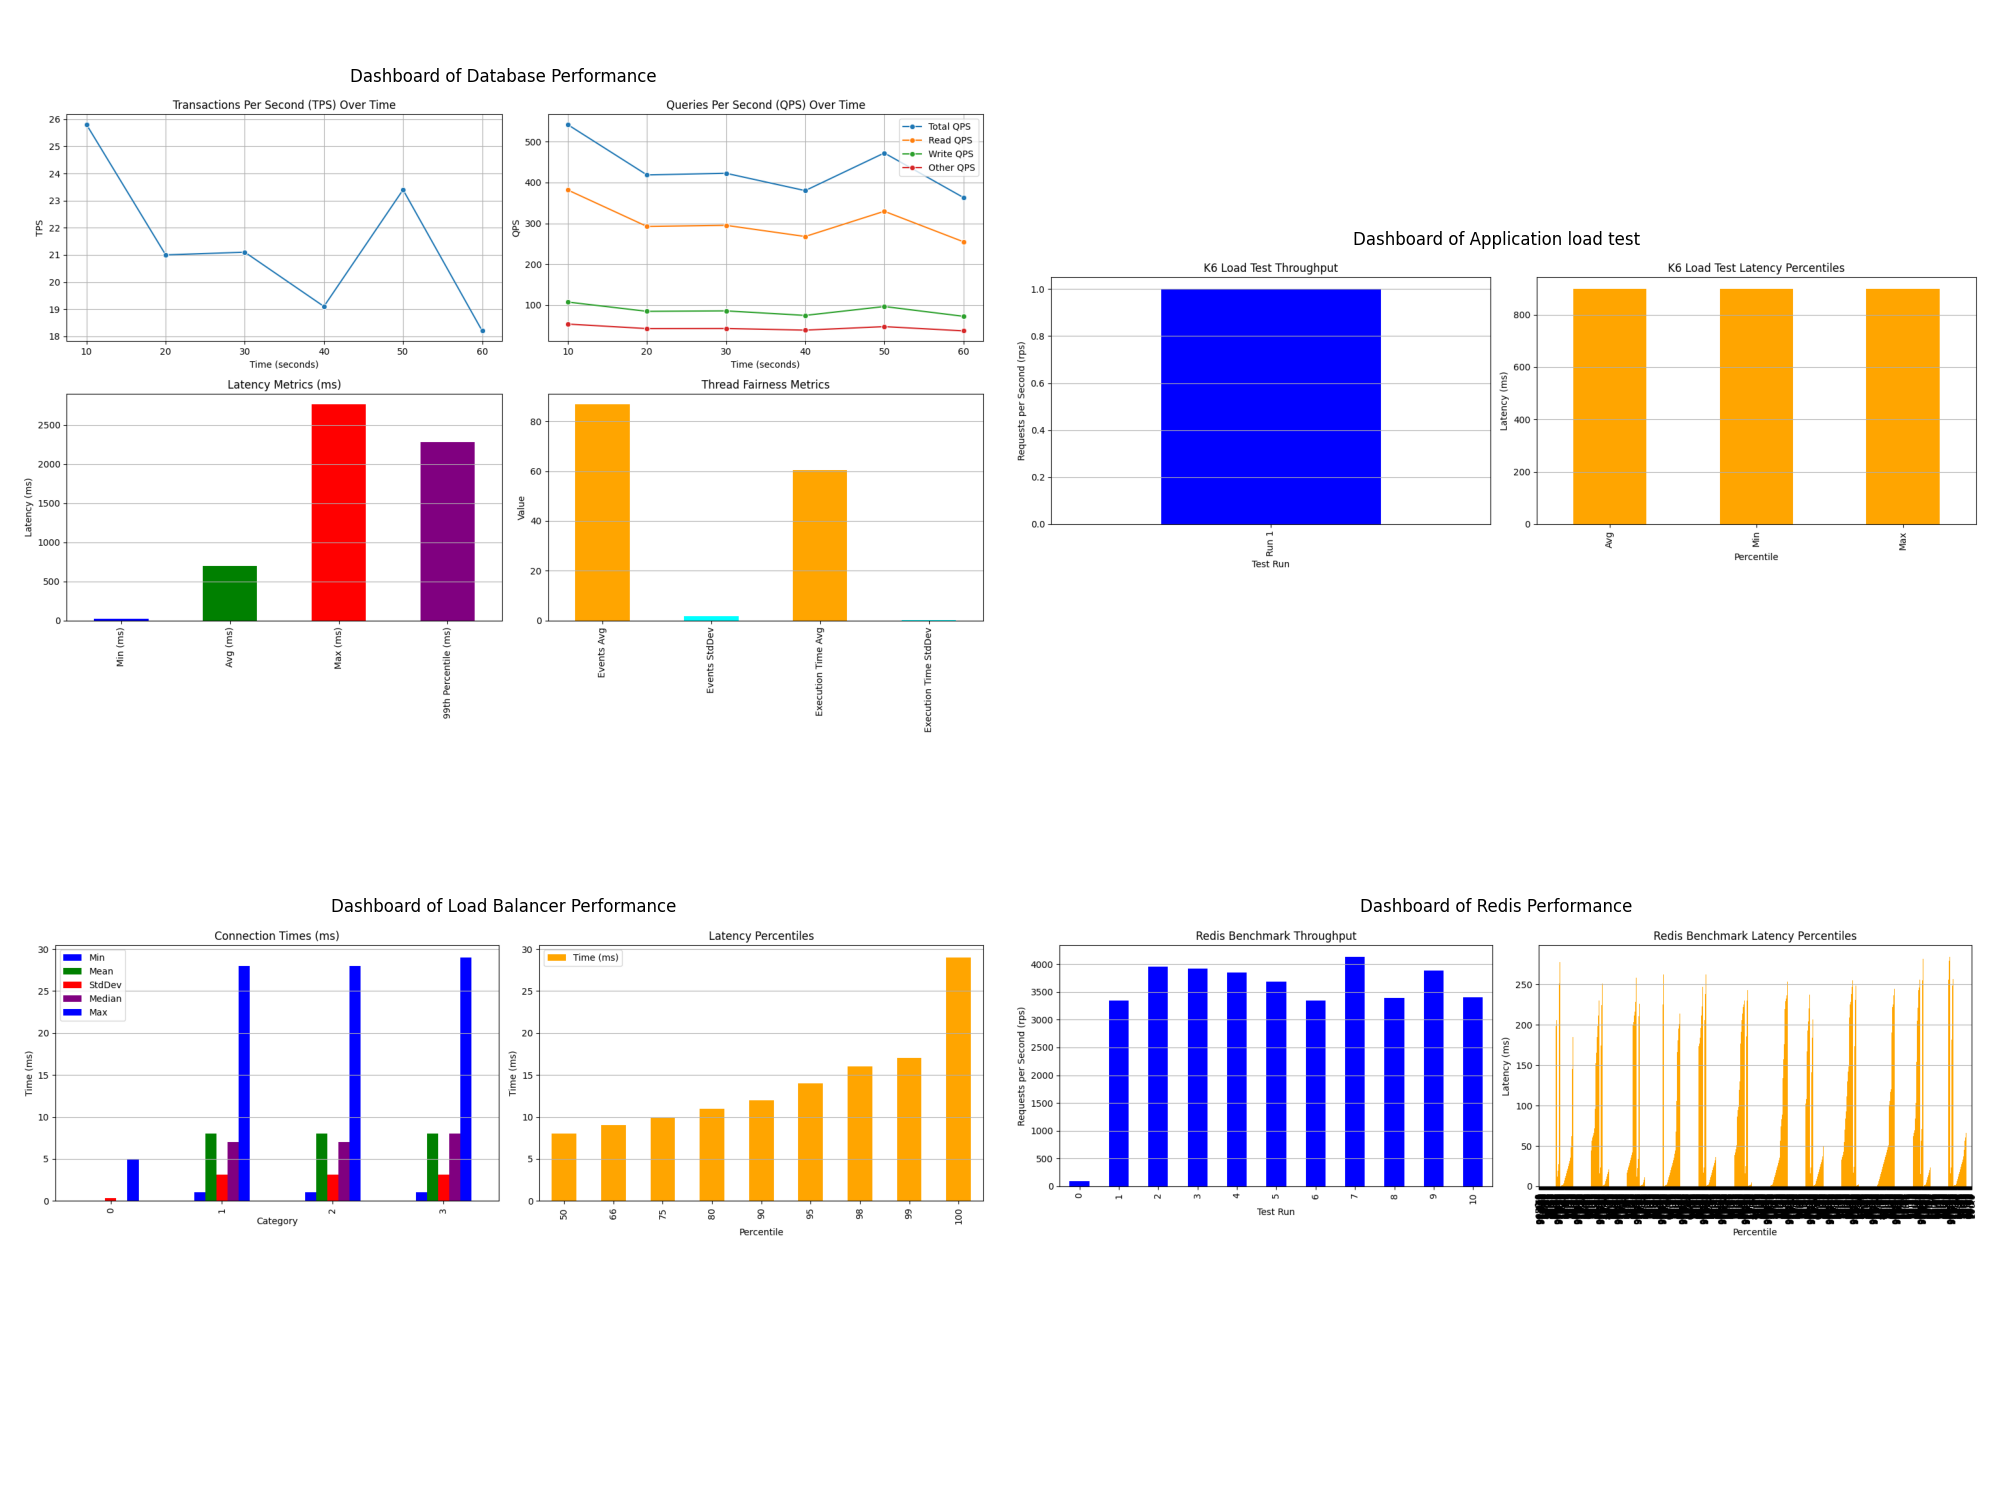 Dashboard of Database Performance
Transactions Per Second (TPS) Over Time
TPS
26
25
24
23
22
21
20
19
18
10 20 30 40 50 60
Time (seconds)
Queries Per Second (QPS) Over Time
QPS
500
400
300
200
100
Total QPS
Read QPS
Write QPS
Other QPS
10 20 30 40 50 60
Time (seconds)
Latency Metrics (ms)
Latency (ms)
2500
2000
1500
1000
500
0
Min (ms)
Avg (ms)
Max (ms)
99th Percentile (ms)
Thread Fairness Metrics
Value
80
60
40
20
0
Events Avg
Events StdDev
Execution Time Avg
Execution Time StdDev
Dashboard of Application load test
K6 Load Test Throughput
Requests per Second (rps)
1.0
0.8
0.6
0.4
0.2
0.0
Run 1
Test Run
K6 Load Test Latency Percentiles
Latency (ms)
800
600
400
200
0
Avg
Min
Max
Percentile
Dashboard of Load Balancer Performance
Connection Times (ms)
Time (ms)
30
25
20
15
10
5
0
Min
Mean
StdDev
Median
Max
0 1 2 3
Category
Latency Percentiles
Time (ms)
30
25
20
15
10
5
0
Time (ms)
50 66 75 80 90 95 98 99 100
Percentile
Dashboard of Redis Performance
Redis Benchmark Throughput
Requests per Second (rps)
4000
3500
3000
2500
2000
1500
1000
500
0
0 1 2 3 4 5 6 7 8 9 10
Test Run
Redis Benchmark Latency Percentiles
Latency (ms)
250
200
150
100
50
0
Percentile